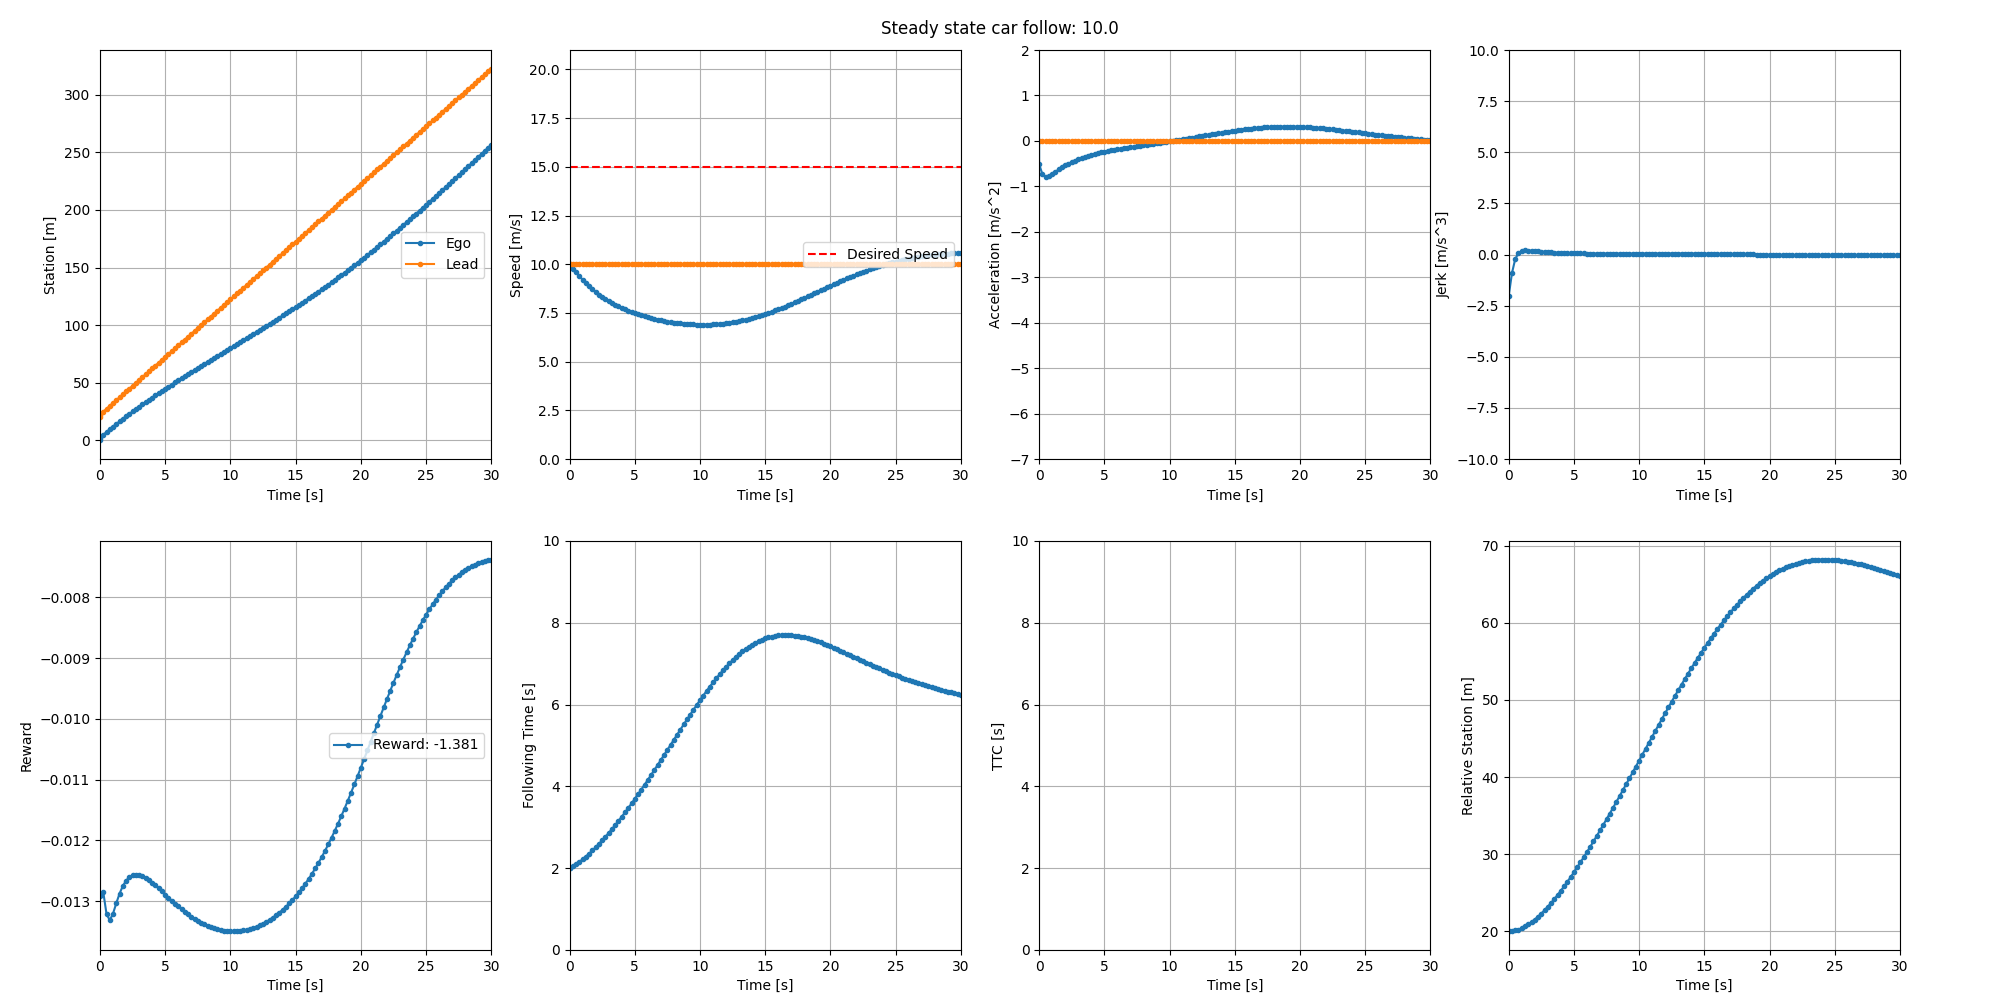 Steady state car follow: 10.0
Station [m]
300
250
200
150
100
50
0
Ego
Lead
0 5 10 15 20 25 30
Time [s]
Speed [m/s]
20.0
17.5
15.0
12.5
10.0
7.5
5.0
2.5
0.0
Desired Speed
0 5 10 15 20 25 30
Time [s]
Acceleration [m/s^2]
2
1
0
−1
−2
−3
−4
−5
−6
−7
0 5 10 15 20 25 30
Time [s]
Jerk [m/s^3]
10.0
7.5
5.0
2.5
0.0
−2.5
−5.0
−7.5
−10.0
0 5 10 15 20 25 30
Time [s]
Reward
−0.008
−0.009
−0.010
−0.011
−0.012
−0.013
Reward: -1.381
0 5 10 15 20 25 30
Time [s]
Following Time [s]
10
8
6
4
2
0
0 5 10 15 20 25 30
Time [s]
TTC [s]
10
8
6
4
2
0
0 5 10 15 20 25 30
Time [s]
Relative Station [m]
70
60
50
40
30
20
0 5 10 15 20 25 30
Time [s]